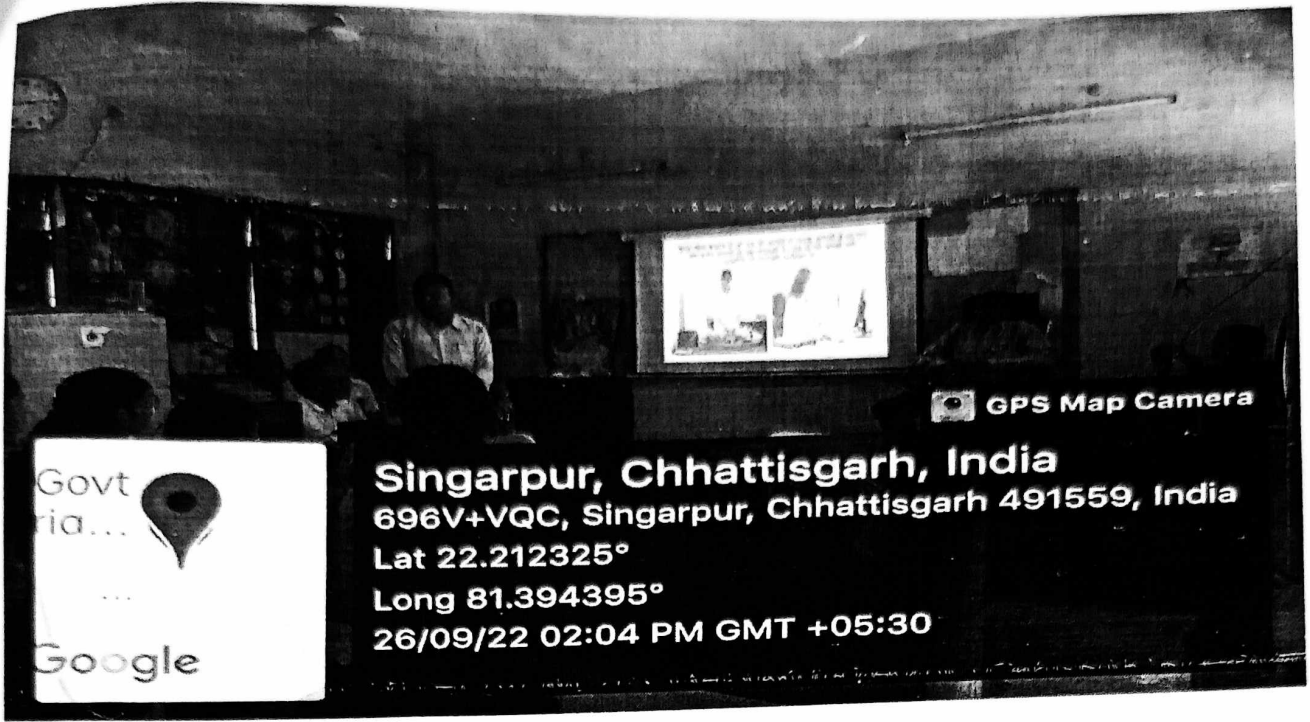 GPS Map Camera
Singarpur, Chhattisgarh, India
696V+VQC, Singarpur, Chhattisgarh 491559, India
Lat 22.212325°
Long 81.394395°
26/09/22 02:04 PM GMT +05:30
Govt
ria...
...
Google